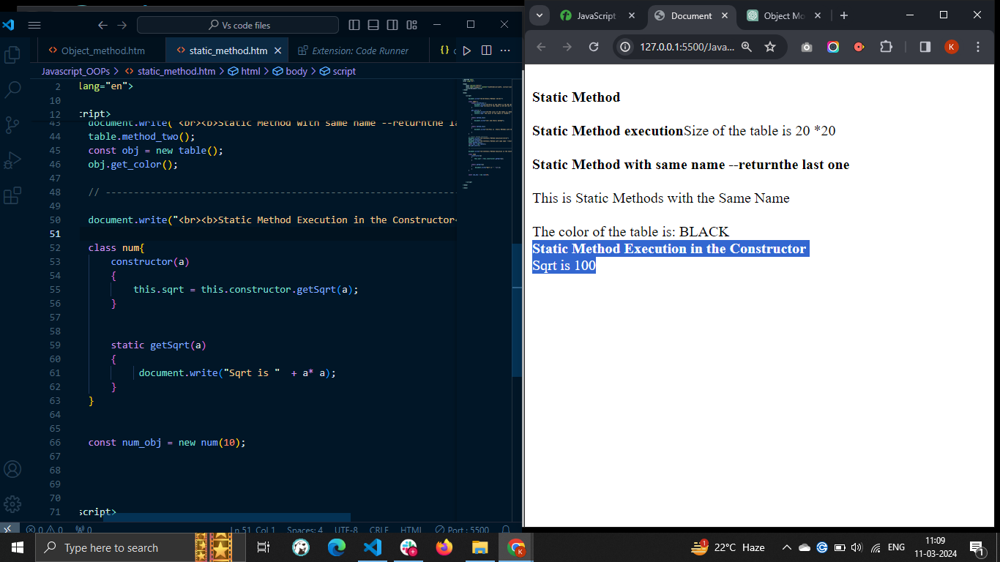 Vs code files
Object_method.htm
static_method.htm
Extension: Code Runner
Javascript_OOPs > static_method.htm > html > body > script
2 lang="en">
10
12 cript>
43 document.write( <br><b>Static Method with same name --returnthe la
44 table.method_two();
45 const obj = new table();
46 obj.get_color();
47
48 // --------------------------------------------------------------
49
50 document.write("<br><b>Static Method Execution in the Constructor<
51
52 class num{
53 constructor(a)
54 {
55 this.sqrt = this.constructor.getSqrt(a);
56 }
57
58
59 static getSqrt(a)
60 {
61 document.write("Sqrt is "  + a* a);
62 }
63 }
64
65
66 const num_obj = new num(10);
67
68
69
70
71 script>
0 0 0 Ln 51, Col 1 Spaces: 4 UTF-8 CRLF HTML Port : 5500
JavaScript
Document
Object Mo
127.0.0.1:5500/Java...
K
Static Method
Static Method executionSize of the table is 20 *20
Static Method with same name --returnthe last one
This is Static Methods with the Same Name
The color of the table is: BLACK
Static Method Execution in the Constructor
Sqrt is 100
Type here to search
22°C Haze
ENG
11:09
11-03-2024
1